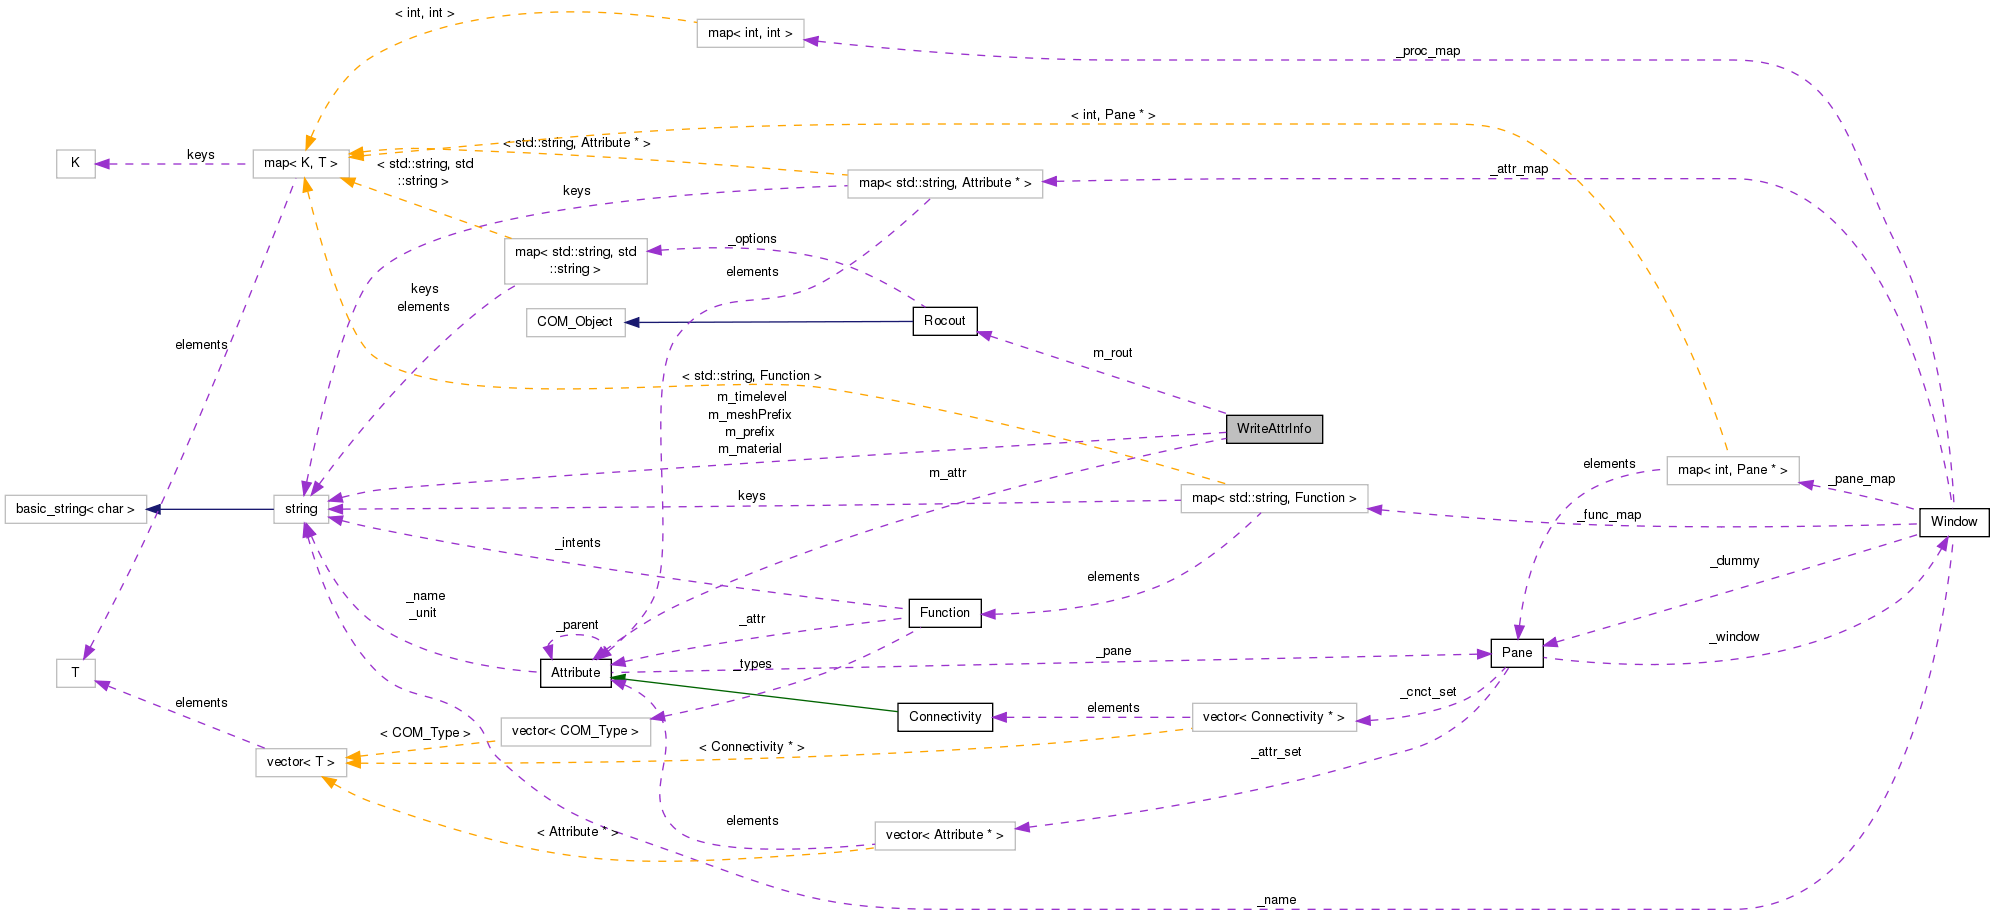 < int, int >
map< int, int >
_proc_map
< int, Pane * >
< std::string, Attribute * >
keys
K
map< K, T >
< std::string, std
::string >
_attr_map
map< std::string, Attribute * >
keys
_options
map< std::string, std
::string >
elements
keys
elements
COM_Object
Rocout
elements
m_rout
< std::string, Function >
m_timelevel
m_meshPrefix
m_prefix
m_material
WriteAttrInfo
m_attr
elements
map< int, Pane * >
_pane_map
keys
map< std::string, Function >
basic_string< char >
string
_func_map
Window
_intents
_dummy
elements
_name
_unit
Function
_attr
_parent
_window
_pane
Pane
_types
T
Attribute
_cnct_set
elements
elements
Connectivity
vector< Connectivity * >
vector< COM_Type >
< COM_Type >
< Connectivity * >
_attr_set
vector< T >
elements
< Attribute * >
vector< Attribute * >
_name